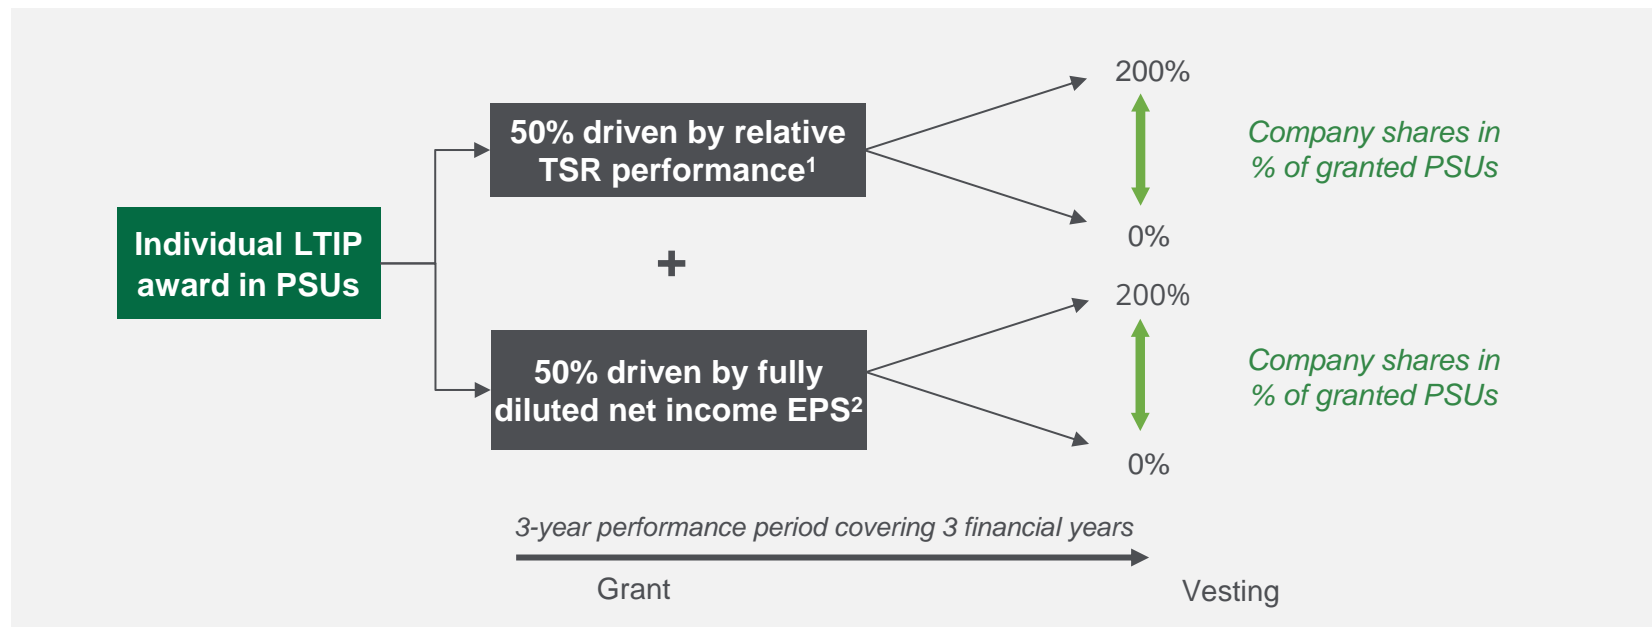 Individual LTIP
award in PSUs
50% driven by relative
TSR performance¹
+
50% driven by fully
diluted net income EPS²
200%
0%
Company shares in
% of granted PSUs
200%
0%
Company shares in
% of granted PSUs
3-year performance period covering 3 financial years
Grant
Vesting